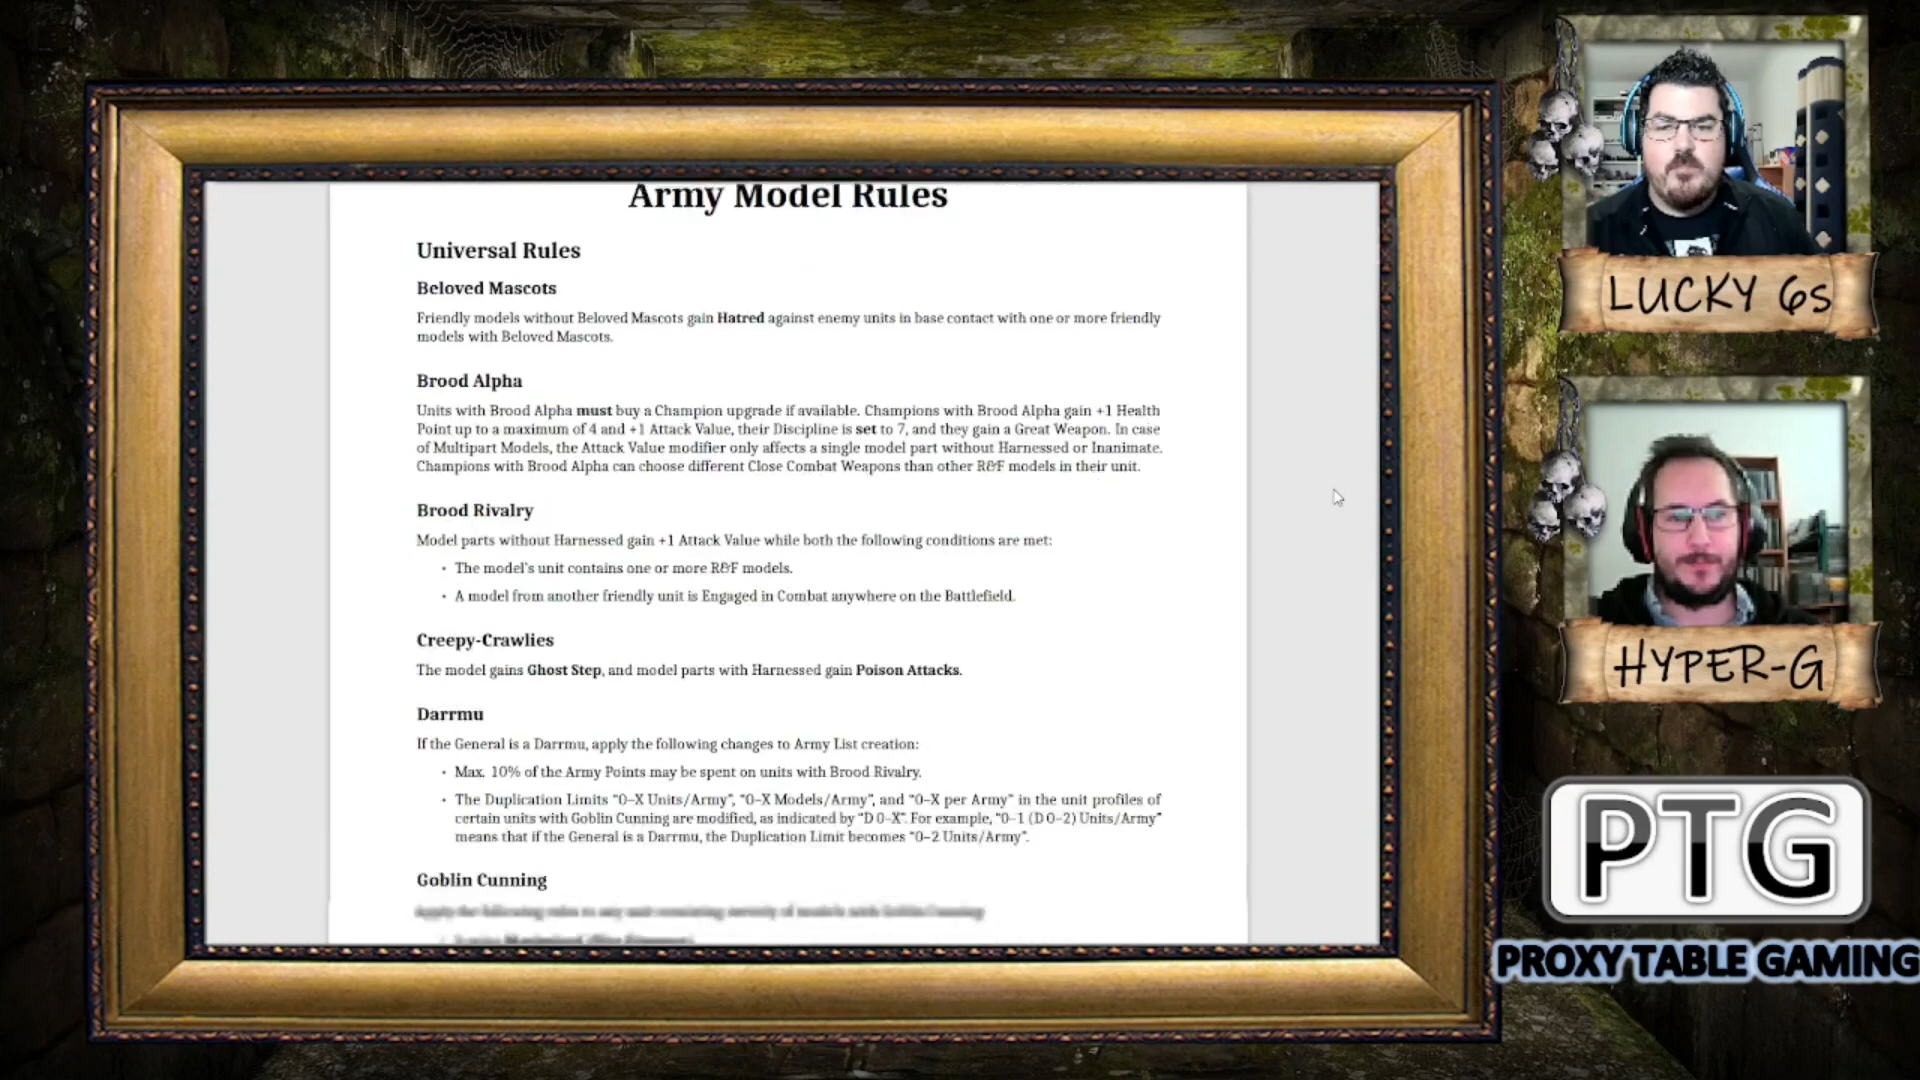 Army Model Rules
Universal Rules
Beloved Mascots
Friendly models without Beloved Mascots gain Hatred against enemy units in base contact with one or more friendly
models with Beloved Mascots.
Brood Alpha
Units with Brood Alpha must buy a Champion upgrade if available. Champions with Brood Alpha gain +1 Health
Point up to a maximum of 4 and +1 Attack Value, their Discipline is set to 7, and they gain a Great Weapon. In case
of Multipart Models, the Attack Value modifier only affects a single model part without Harnessed or Inanimate.
Champions with Brood Alpha can choose different Close Combat Weapons than other R&F models in their unit.
Brood Rivalry
Model parts without Harnessed gain +1 Attack Value while both the following conditions are met:
• The model's unit contains one or more R&F models.
• A model from another friendly unit is Engaged in Combat anywhere on the Battlefield.
Creepy-Crawlies
The model gains Ghost Step, and model parts with Harnessed gain Poison Attacks.
Darrmu
If the General is a Darrmu, apply the following changes to Army List creation:
• Max. 10% of the Army Points may be spent on units with Brood Rivalry.
• The Duplication Limits “0–X Units/Army”, “0–X Models/Army”, and “0–X per Army” in the unit profiles of
certain units with Goblin Cunning are modified, as indicated by “D 0–X”. For example, “0–1 (D 0–2) Units/Army”
means that if the General is a Darrmu, the Duplication Limit becomes “0–2 Units/Army”.
Goblin Cunning
LUCKY 6s
HYPER-G
PTG
PROXY TABLE GAMING